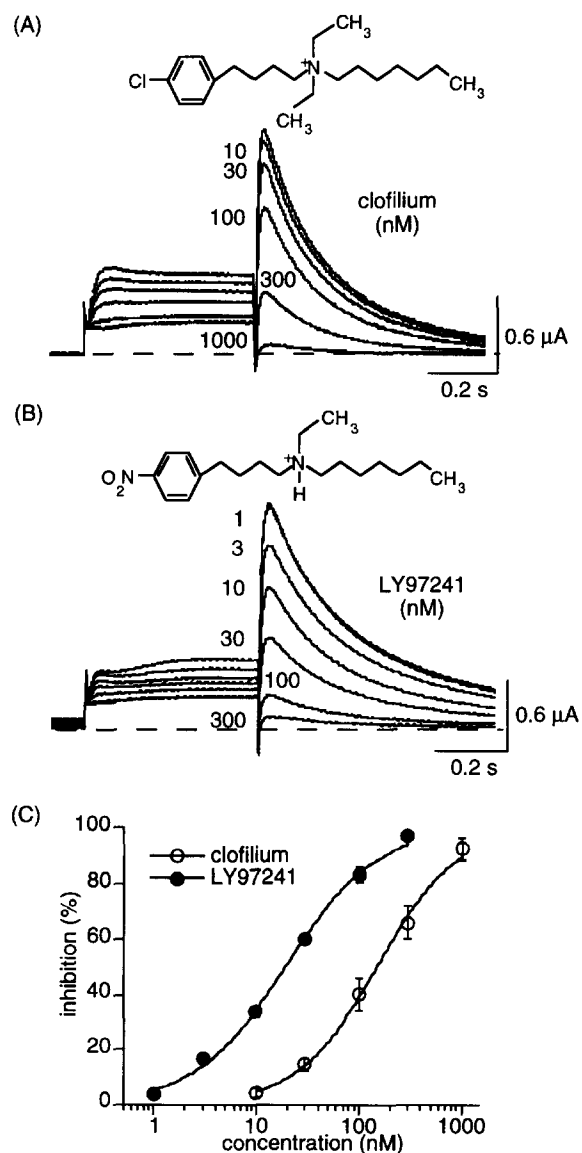 (A)
CH₃
Cl
+N
CH₃
CH₃
10
30
100
300
1000
clofilium
(nM)
0.6 µA
0.2 s
(B)
CH₃
O₂N
+N
H
CH₃
1
3
10
30
100
300
LY97241
(nM)
0.6 µA
0.2 s
(C)
100
80
60
40
20
0
inhibition (%)
clofilium
LY97241
1
10
100
1000
concentration (nM)